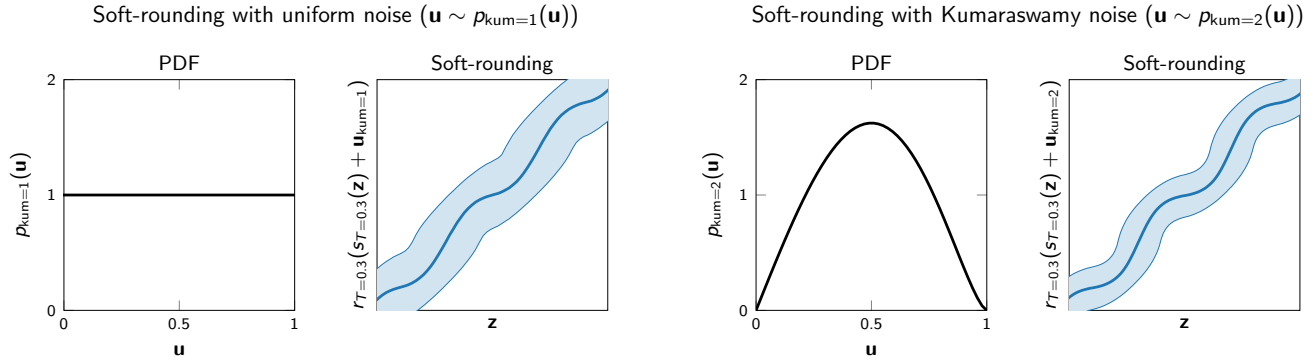 Soft-rounding with uniform noise (u ∼ p_kum=1(u))
PDF
2
1
0
0
0.5
1
p_kum=1(u)
u
Soft-rounding
r_T=0.3(s_T=0.3(z) + u_kum=1)
z
Soft-rounding with Kumaraswamy noise (u ∼ p_kum=2(u))
PDF
2
1
0
0
0.5
1
p_kum=2(u)
u
Soft-rounding
r_T=0.3(s_T=0.3(z) + u_kum=2)
z